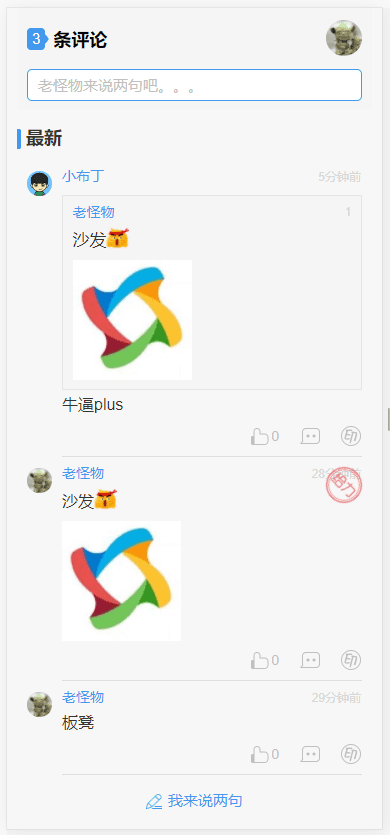 3 条评论
老怪物来说两句吧。。。
最新
小布丁 5分钟前
老怪物 1
沙发
牛逼plus
0 印
老怪物 28分钟前
沙发
0 印
老怪物 29分钟前
板凳
0 印
我来说两句